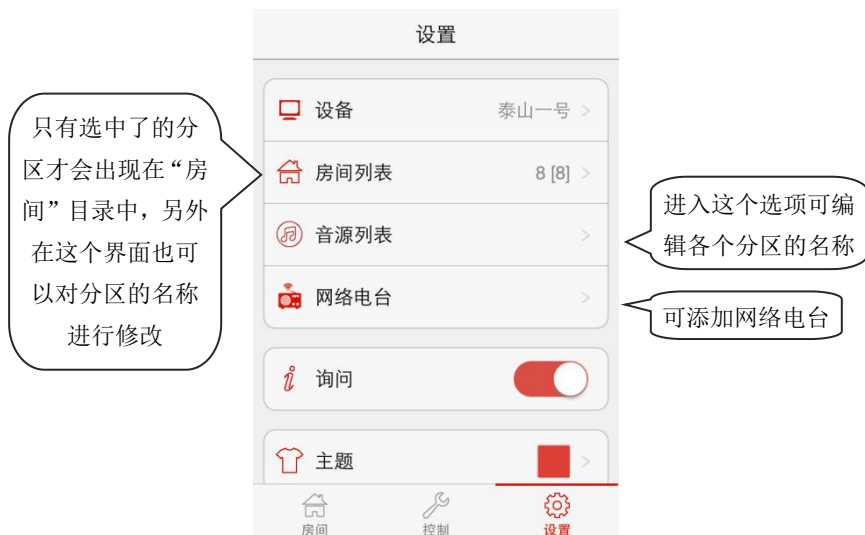 设置
设备
泰山一号
房间列表
8 [8]
音源列表
网络电台
询问
主题
房间
控制
设置
只有选中了的分
区才会出现在“房
间”目录中，另外
在这个界面也可
以对分区的名称
进行修改
进入这个选项可编
辑各个分区的名称
可添加网络电台